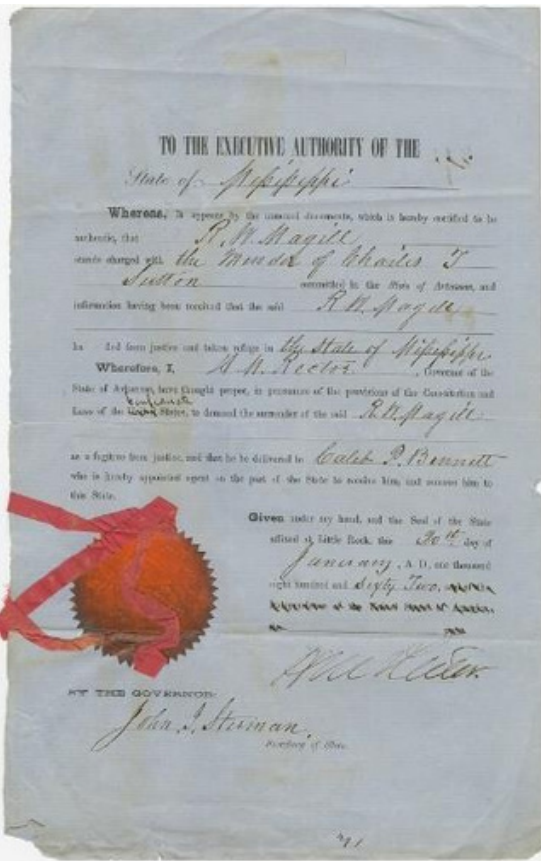 TO THE EXECUTIVE AUTHORITY OF THE
State of Missisippi
Whereas, It appears by the annexed documents, which is hereby certified to be
authentic, that R. W. Magill
stands charged with the Murder of Charles T
Sutton committed in the State of Arkansas, and
information having been received that the said R. W. Magill
ha ded from justice and taken refuge in the State of Missisippi
Wherefore, I, H. M. Rector, Governor of the
State of Arkansas, have thought proper, in pursuance of the provisions of the Constitution and
Confederate
Laws of the States, to demand the surrender of the said R. W. Magill
as a fugitive from justice, and that he be delivered to Caleb P. Bennett
who is hereby appointed agent on the part of the State to receive him, and remove him to
this State.
Given under my hand, and the Seal of the State
affixed at Little Rock, this 30th day of
January, A. D., one thousand
eight hundred and Sixty Two,
BY THE GOVERNOR:
John I. Stirman,
Secretary of State.